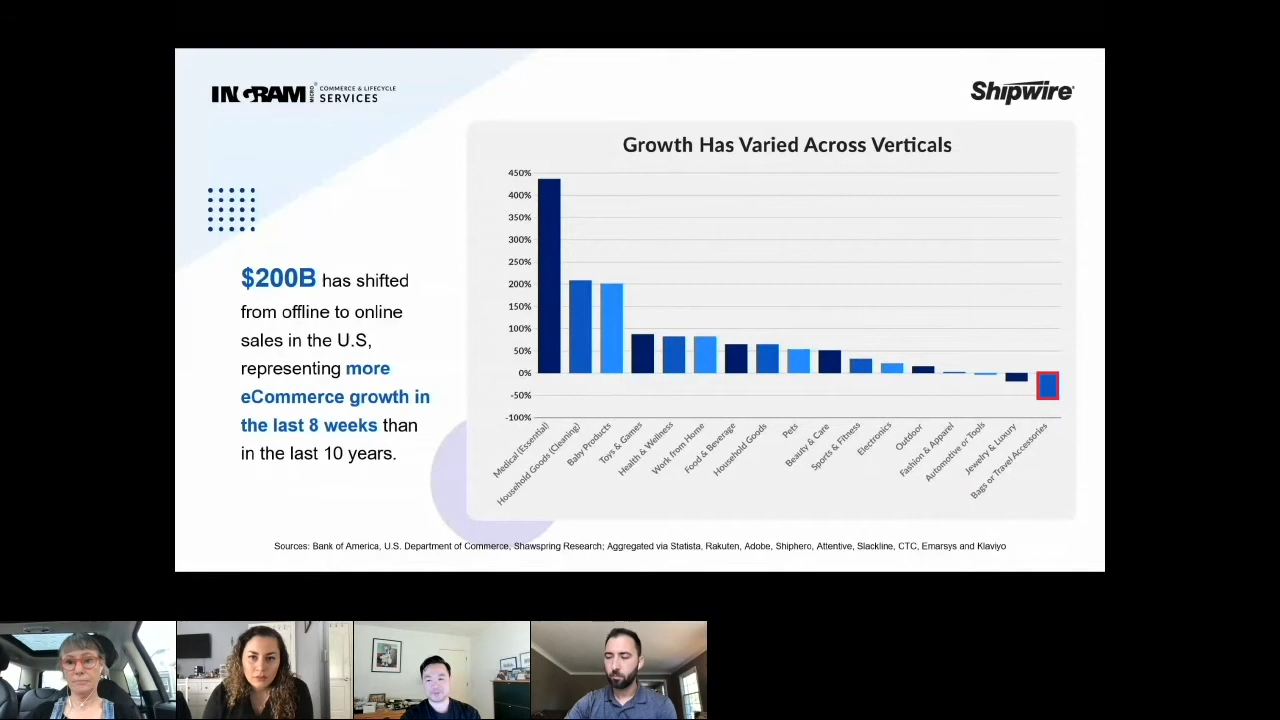 INGRAM MICRO COMMERCE & LIFECYCLE
SERVICES
Shipwire
Growth Has Varied Across Verticals
450%
400%
350%
300%
250%
200%
150%
100%
50%
0%
-50%
-100%
Medical (Essential)
Household Goods (Cleaning)
Baby Products
Toys & Games
Health & Wellness
Work from Home
Food & Beverage
Household Goods
Pets
Beauty & Care
Sports & Fitness
Electronics
Outdoor
Fashion & Apparel
Automotive or Tools
Jewelry & Luxury
Bags or Travel Accessories
$200B has shifted
from offline to online
sales in the U.S,
representing more
eCommerce growth in
the last 8 weeks than
in the last 10 years.
Sources: Bank of America, U.S. Department of Commerce, Shawspring Research; Aggregated via Statista, Rakuten, Adobe, Shiphero, Attentive, Slackline, CTC, Emarsys and Klaviyo